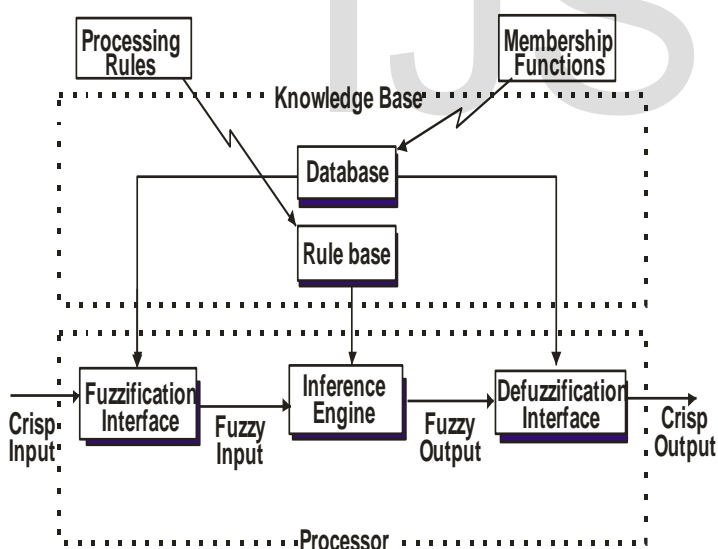 IJS
Processing
Rules
Membership
Functions
Knowledge Base
Database
Rule base
Fuzzification
Interface
Inference
Engine
Defuzzification
Interface
Crisp
Input
Fuzzy
Input
Fuzzy
Output
Crisp
Output
Processor